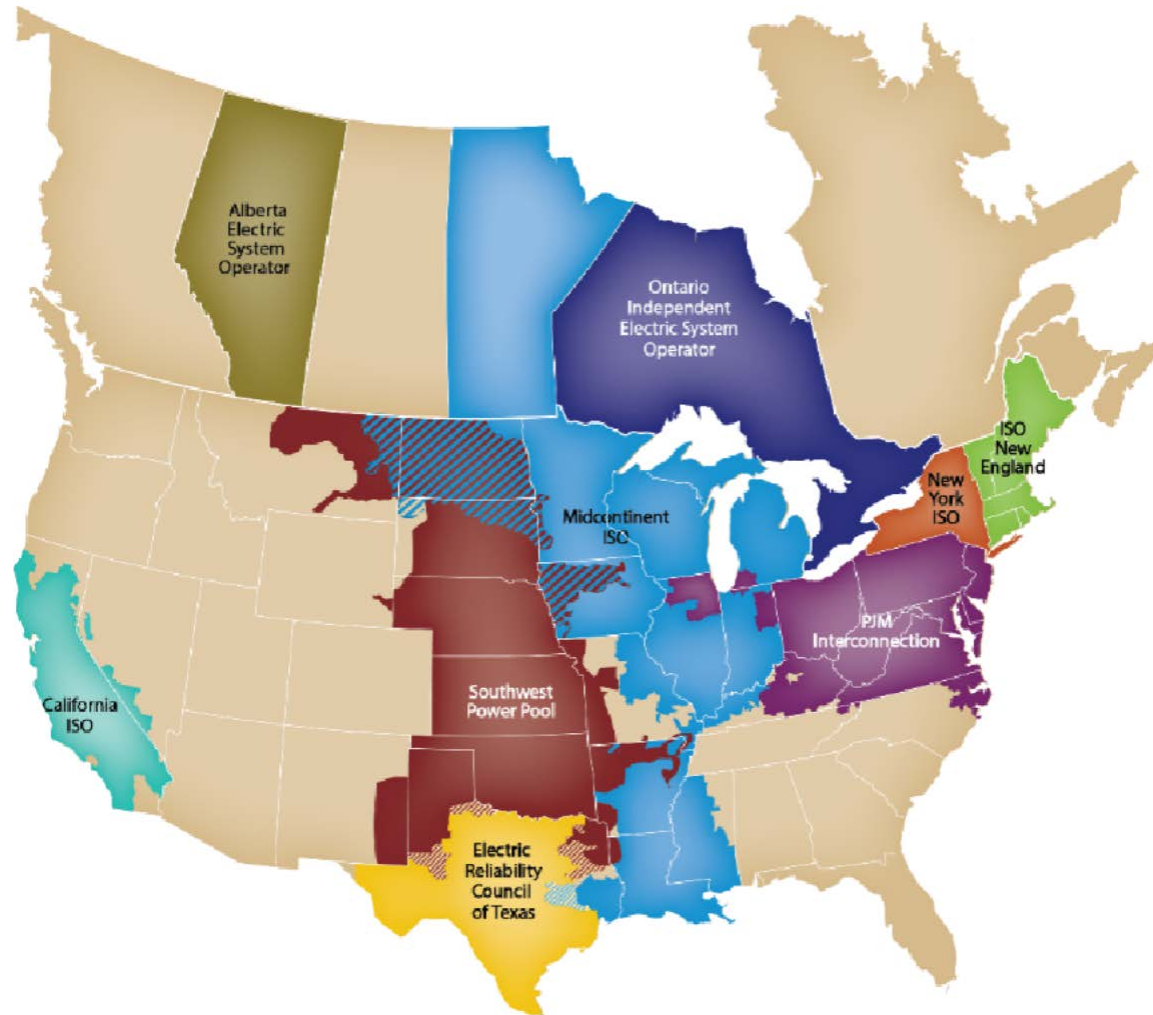 Alberta
Electric
System
Operator
Ontario
Independent
Electric System
Operator
ISO
New
England
New
York
ISO
Midcontinent
ISO
PJM
Interconnection
California
ISO
Southwest
Power Pool
Electric
Reliability
Council
of Texas